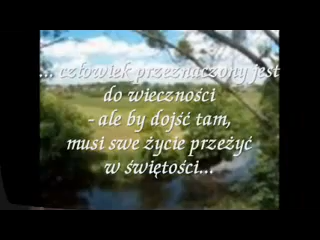 ... człowiek przeznaczony jest
do wieczności
- ale by dojść tam,
musi swe życie przeżyć
w świętości...